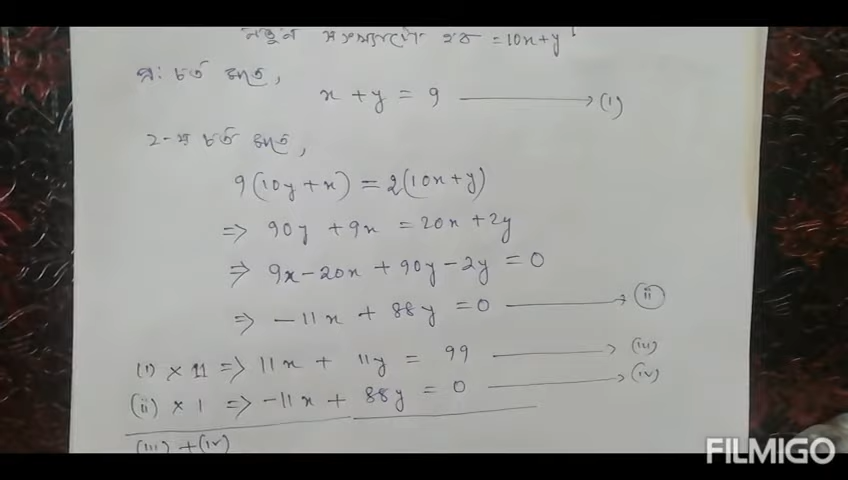 নতুন সংখ্যাটো হব = 10x+y
প্ৰ: চৰ্ত মতে,
x + y = 9 ⟶ (i)
২-য় চৰ্ত মতে,
9(10y+x) = 2(10x+y)
⇒ 90y + 9x = 20x + 2y
⇒ 9x - 20x + 90y - 2y = 0
⇒ - 11x + 88y = 0 ⟶ (ii)
(i) × 11 ⇒ 11x + 11y = 99 ⟶ (iii)
(ii) × 1 ⇒ -11x + 88y = 0 ⟶ (iv)
(iii) + (iv)
FILMIGO